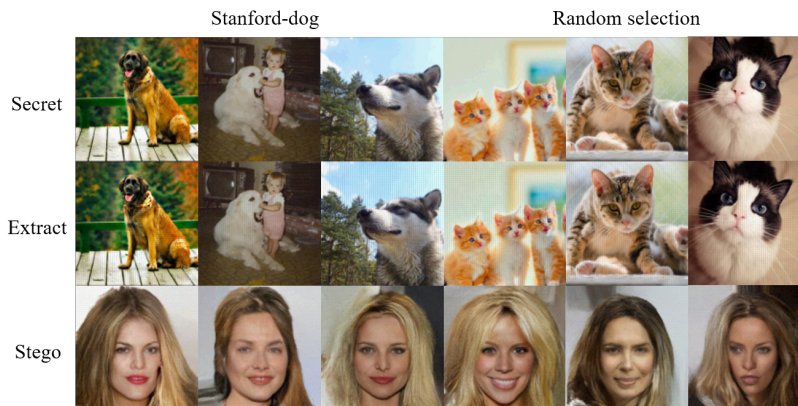 Stanford-dog
Random selection
Secret
Extract
Stego